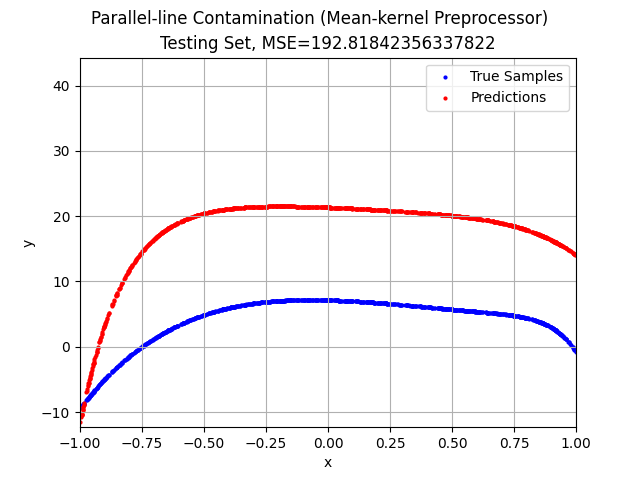 Parallel-line Contamination (Mean-kernel Preprocessor)
Testing Set, MSE=192.81842356337822
True Samples
Predictions
40
30
20
10
0
−10
y
−1.00 −0.75 −0.50 −0.25 0.00 0.25 0.50 0.75 1.00
x